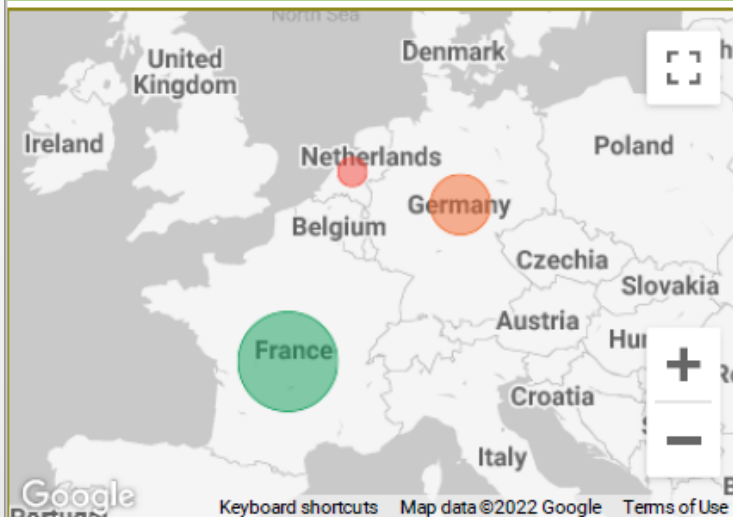 North Sea
Denmark
United
Kingdom
Ireland
Netherlands
Poland
Germany
Belgium
Czechia
Slovakia
Austria
France
Croatia
Italy
Google
Keyboard shortcuts Map data ©2022 Google Terms of Use